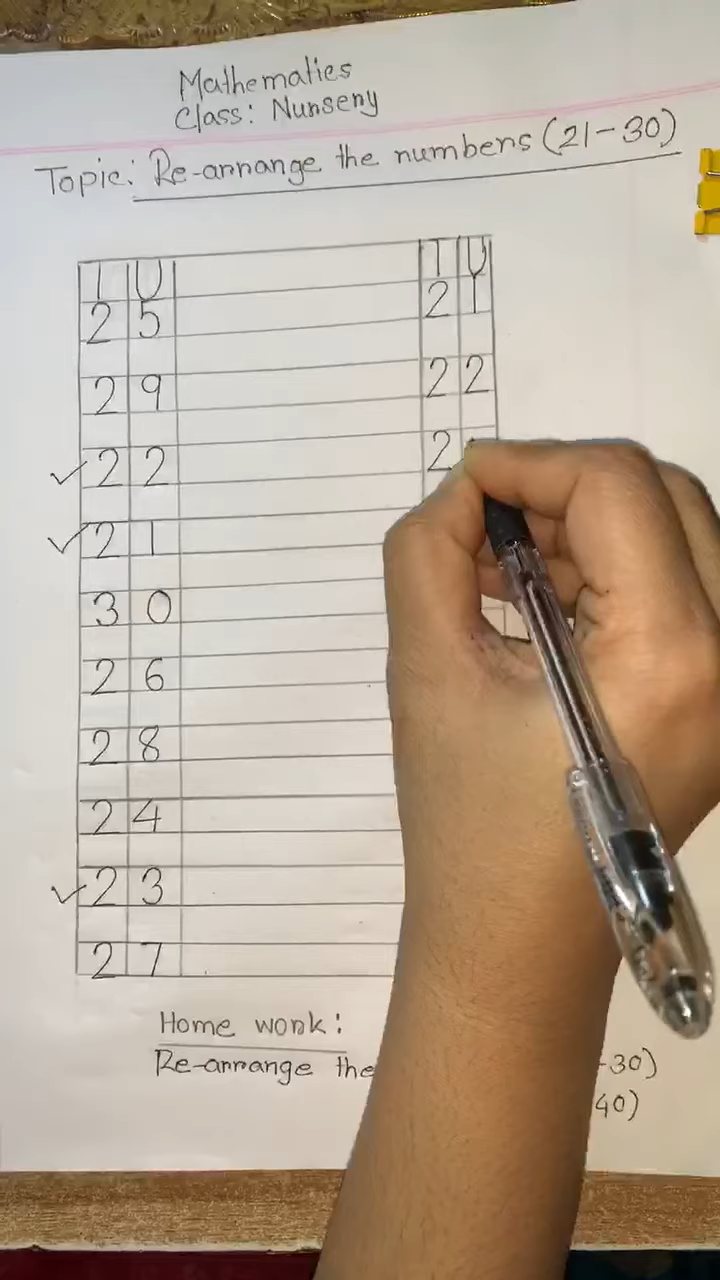 Mathematics
Class: Nursery
Topic: Re-arrange the numbers (21-30)
T U T U
2 5 2 1
2 9 2 2
✓ 2 2 2
✓ 2 1
3 0
2 6
2 8
2 4
✓ 2 3
2 7
Home work:
Re-arrange the -30)
40)